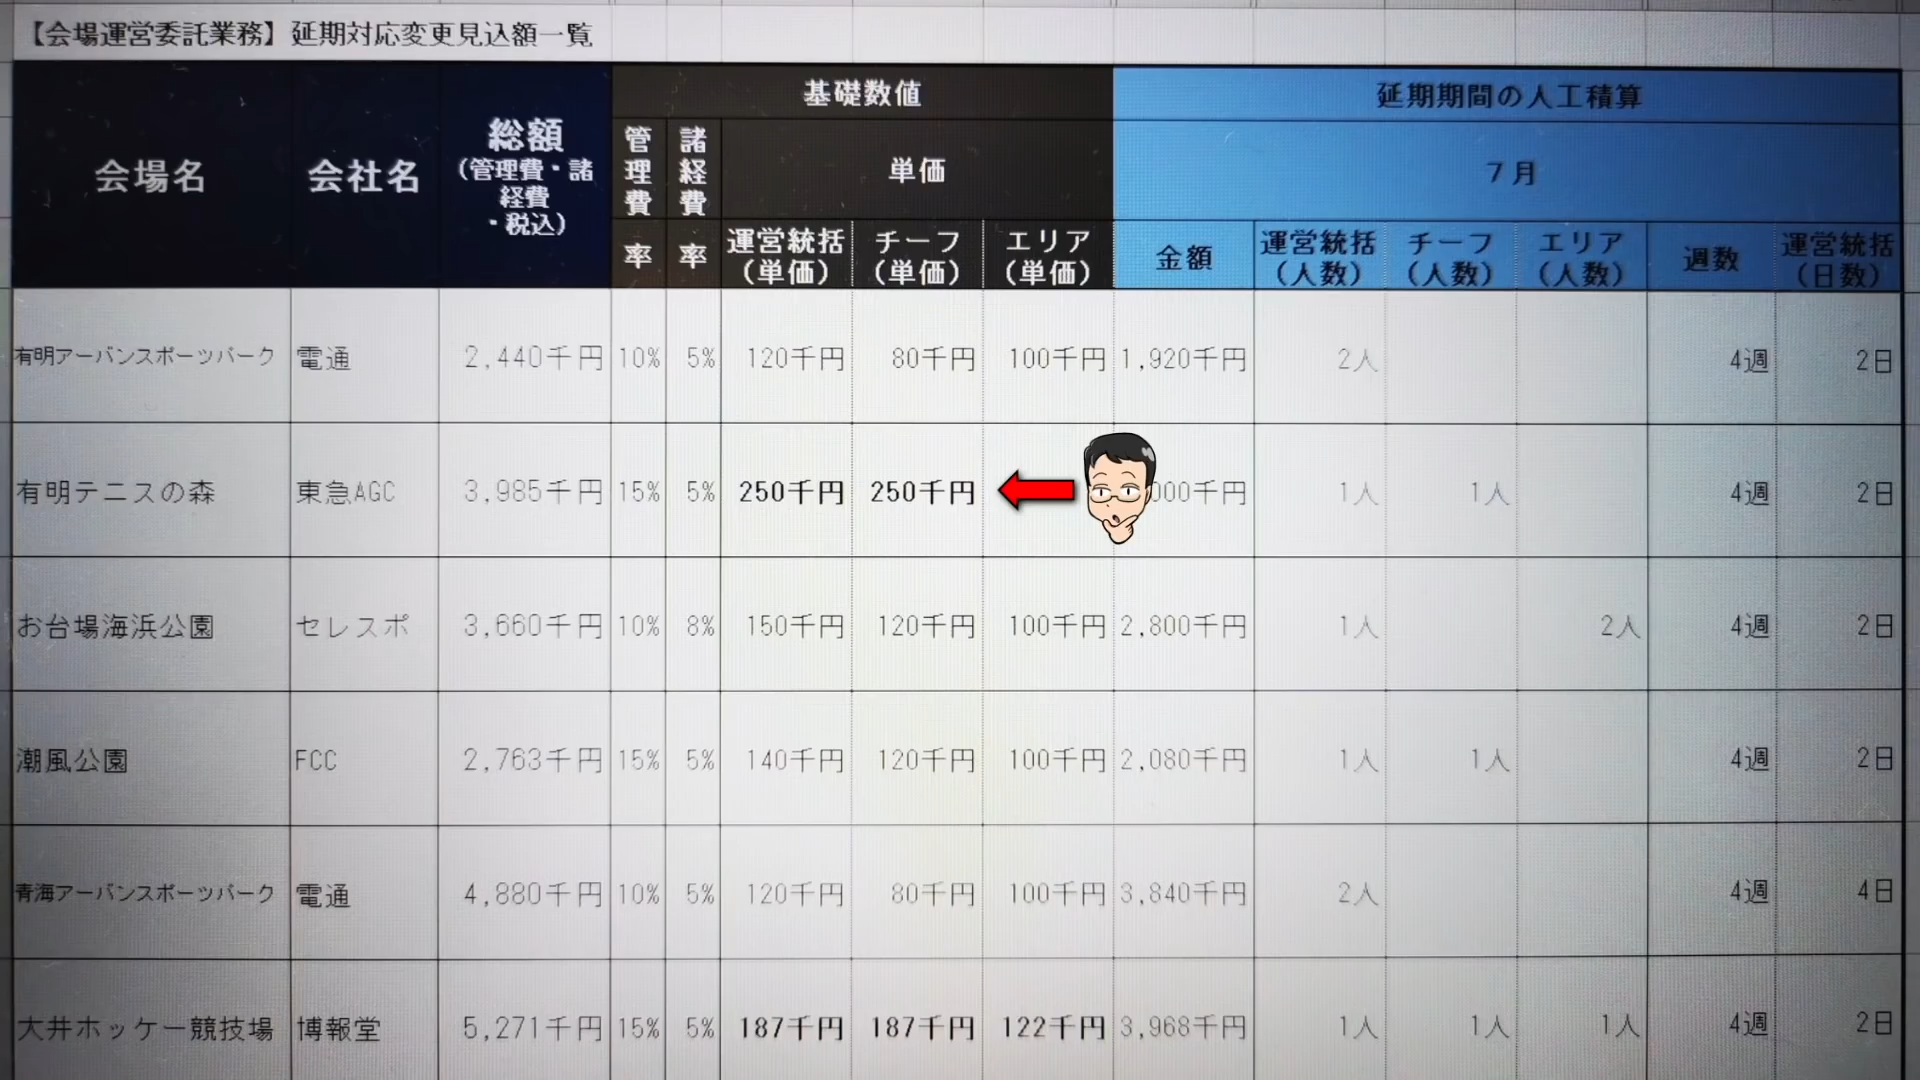 【会場運営委託業務】延期対応変更見込額一覧
基礎数値
延期期間の人工積算
会場名
会社名
総額
(管理費・諸
経費
・税込)
管理費
諸経費
単価
7月
率
率
運営統括
(単価)
チーフ
(単価)
エリア
(単価)
金額
運営統括
(人数)
チーフ
(人数)
エリア
(人数)
週数
運営統括
(日数)
有明アーバンスポーツパーク 電通 2,440千円 10% 5% 120千円 80千円 100千円 1,920千円 2人 4週 2日
有明テニスの森 東急AGC 3,985千円 15% 5% 250千円 250千円 000千円 1人 1人 4週 2日
お台場海浜公園 セレスポ 3,660千円 10% 8% 150千円 120千円 100千円 2,800千円 1人 2人 4週 2日
潮風公園 FCC 2,763千円 15% 5% 140千円 120千円 100千円 2,080千円 1人 1人 4週 2日
青海アーバンスポーツパーク 電通 4,880千円 10% 5% 120千円 80千円 100千円 3,840千円 2人 4週 4日
大井ホッケー競技場 博報堂 5,271千円 15% 5% 187千円 187千円 122千円 3,968千円 1人 1人 1人 4週 2日